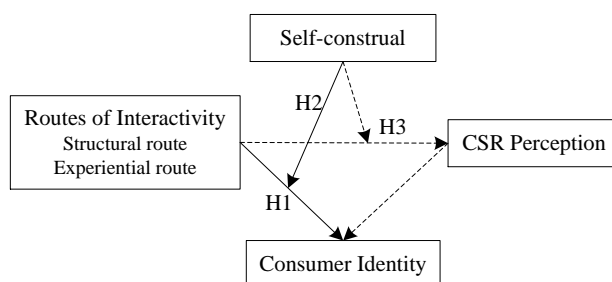 Self-construal
H2
Routes of Interactivity
Structural route
Experiential route
H3
CSR Perception
H1
Consumer Identity